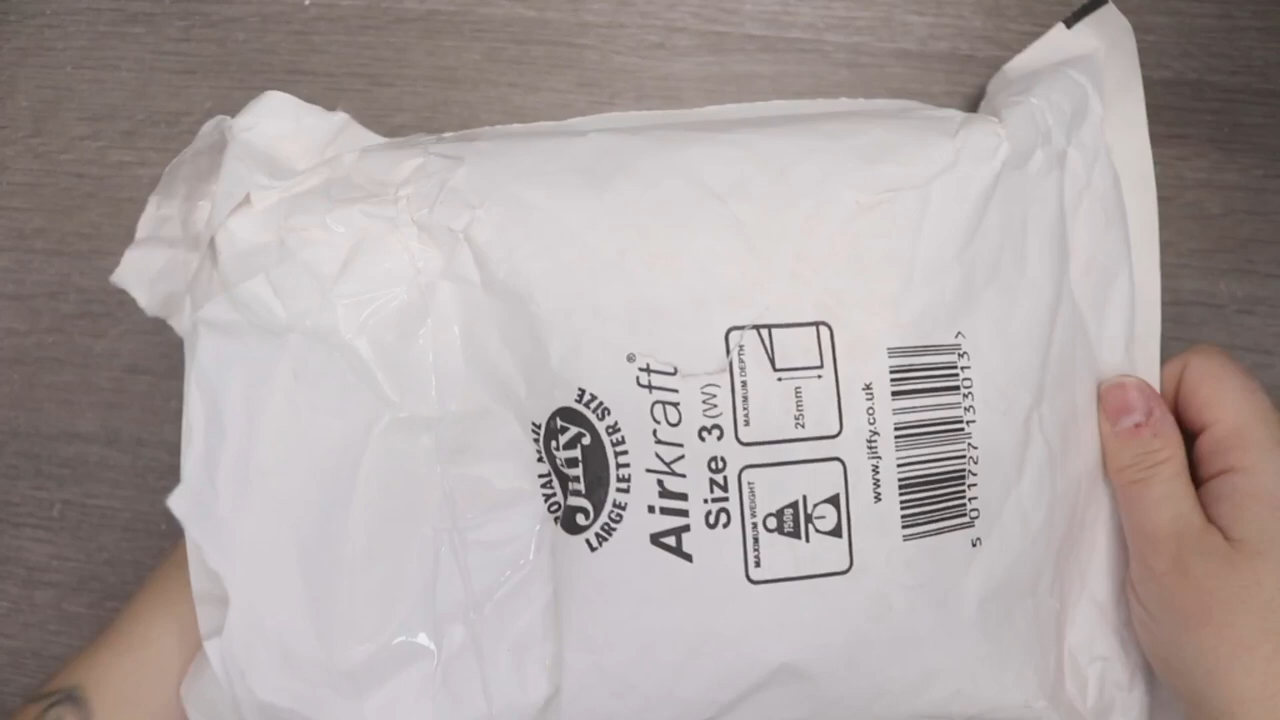 ROYAL MAIL
Jiffy
LARGE LETTER SIZE
Airkraft®
Size 3 (W)
MAXIMUM WEIGHT
150g
MAXIMUM DEPTH
25mm
www.jiffy.co.uk
5 011727 133013 >